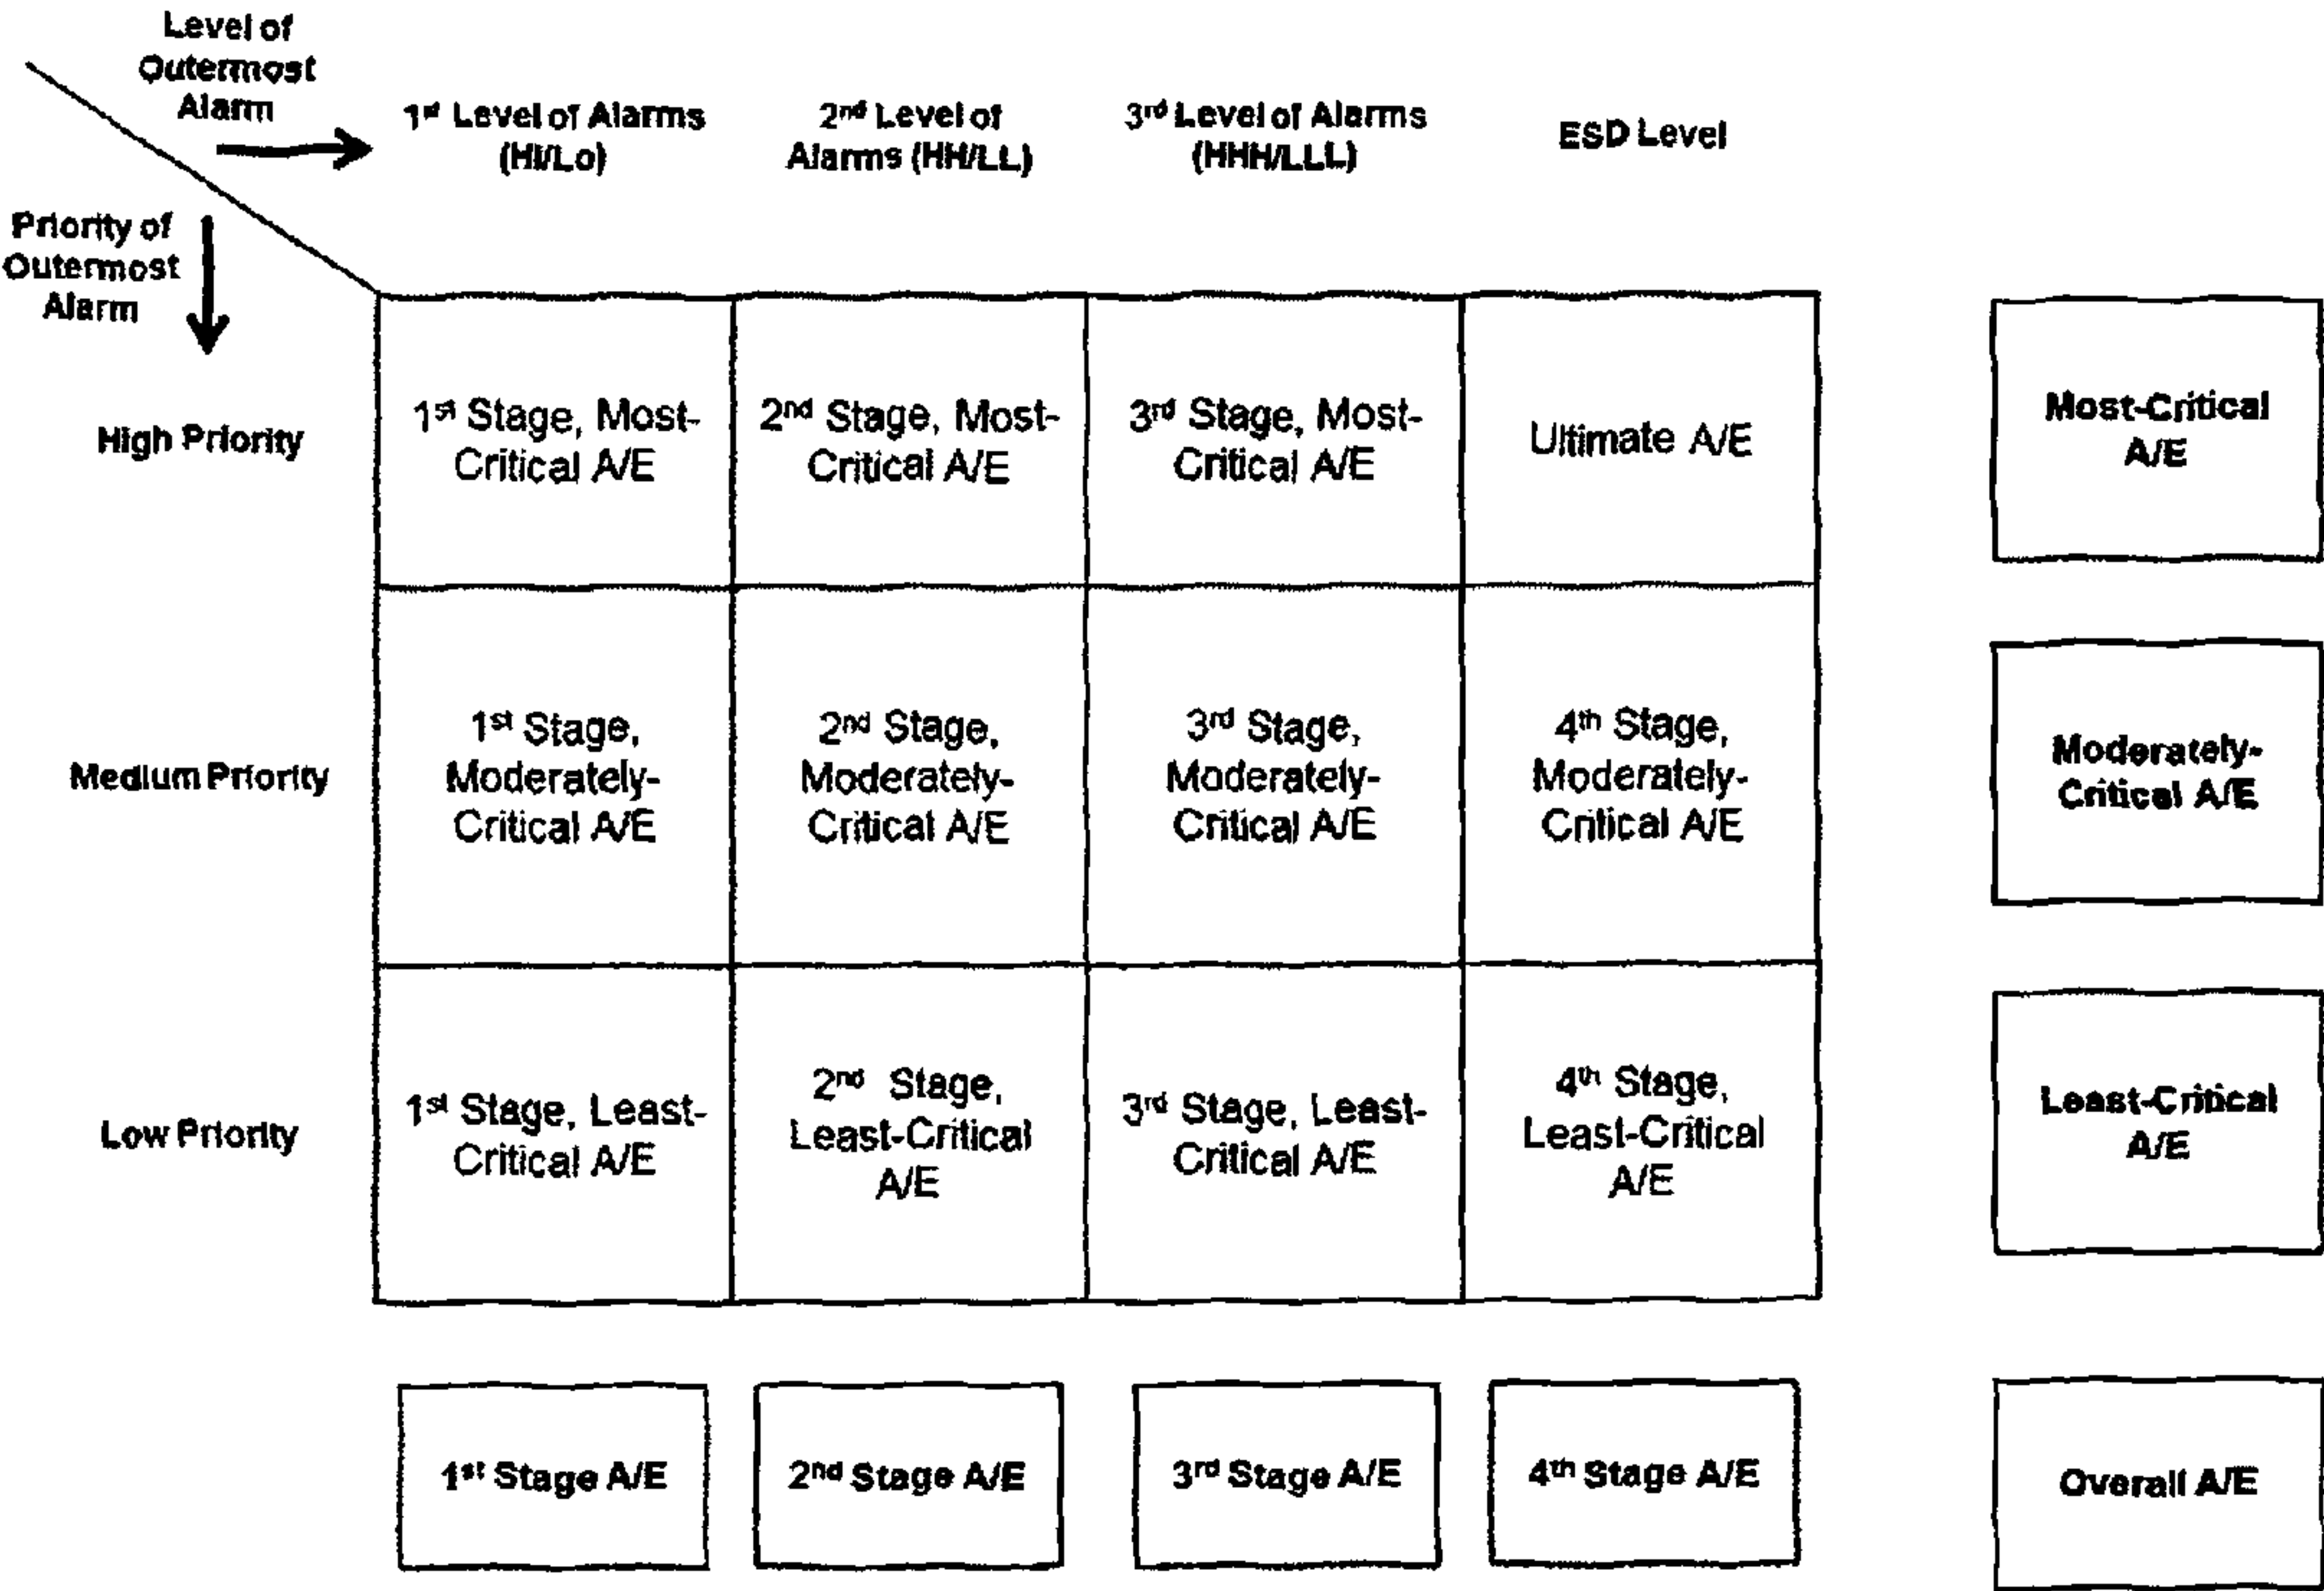 Level of
Outermost
Alarm
1st Level of Alarms
(HI/Lo)
2nd Level of
Alarms (HH/LL)
3rd Level of Alarms
(HHH/LLL)
ESD Level
Priority of
Outermost
Alarm
High Priority
1st Stage, Most-
Critical A/E
2nd Stage, Most-
Critical A/E
3rd Stage, Most-
Critical A/E
Ultimate A/E
Most-Critical
A/E
Medium Priority
1st Stage,
Moderately-
Critical A/E
2nd Stage,
Moderately-
Critical A/E
3rd Stage,
Moderately-
Critical A/E
4th Stage,
Moderately-
Critical A/E
Moderately-
Critical A/E
Low Priority
1st Stage, Least-
Critical A/E
2nd Stage,
Least-Critical
A/E
3rd Stage, Least-
Critical A/E
4th Stage,
Least-Critical
A/E
Least-Critical
A/E
1st Stage A/E
2nd Stage A/E
3rd Stage A/E
4th Stage A/E
Overall A/E